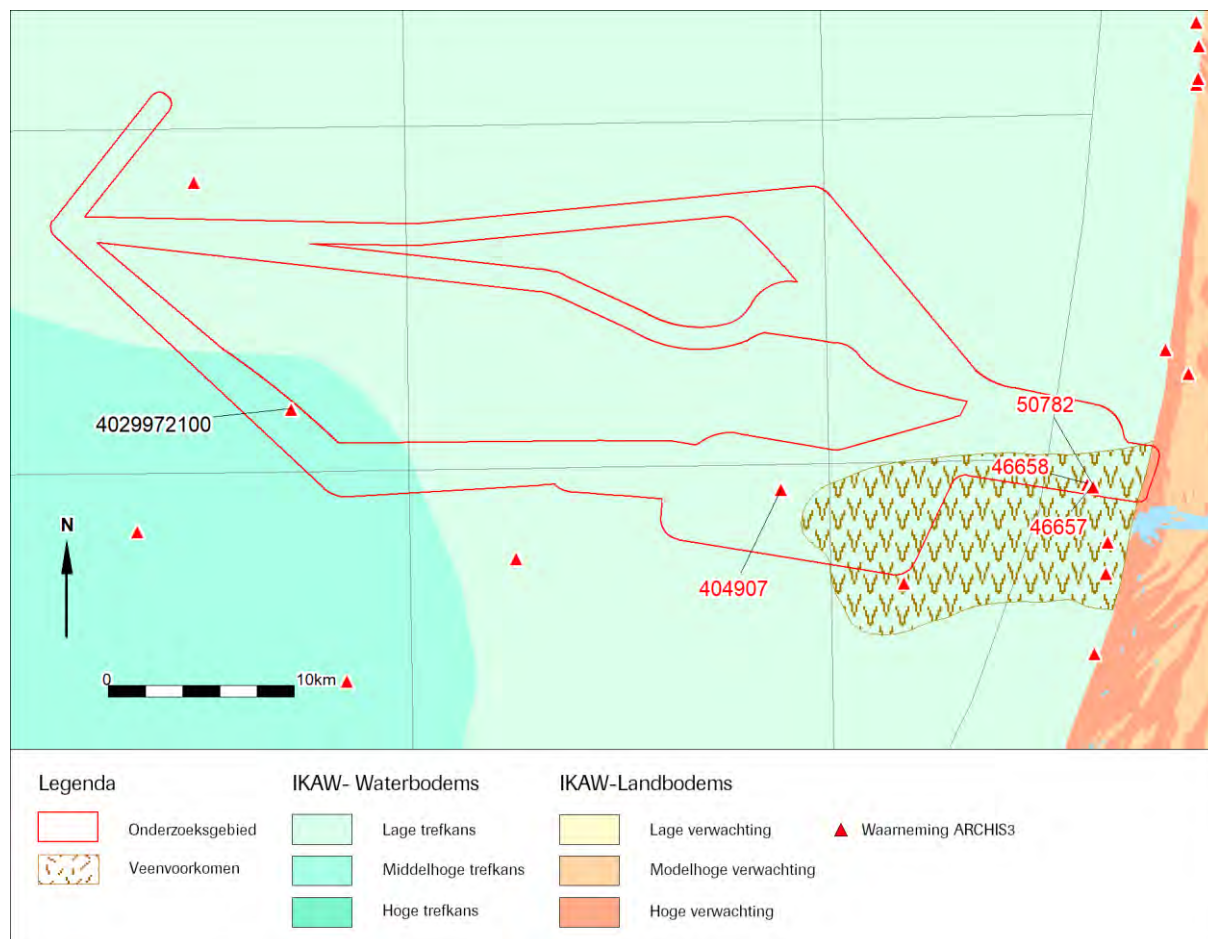 50782
46658
4029972100
46657
N
404907
0 10km
Legenda
Onderzoeksgebied
Veenvoorkomen
IKAW- Waterbodems
Lage trefkans
Middelhoge trefkans
Hoge trefkans
IKAW-Landbodems
Lage verwachting
Modelhoge verwachting
Hoge verwachting
Waarneming ARCHIS3